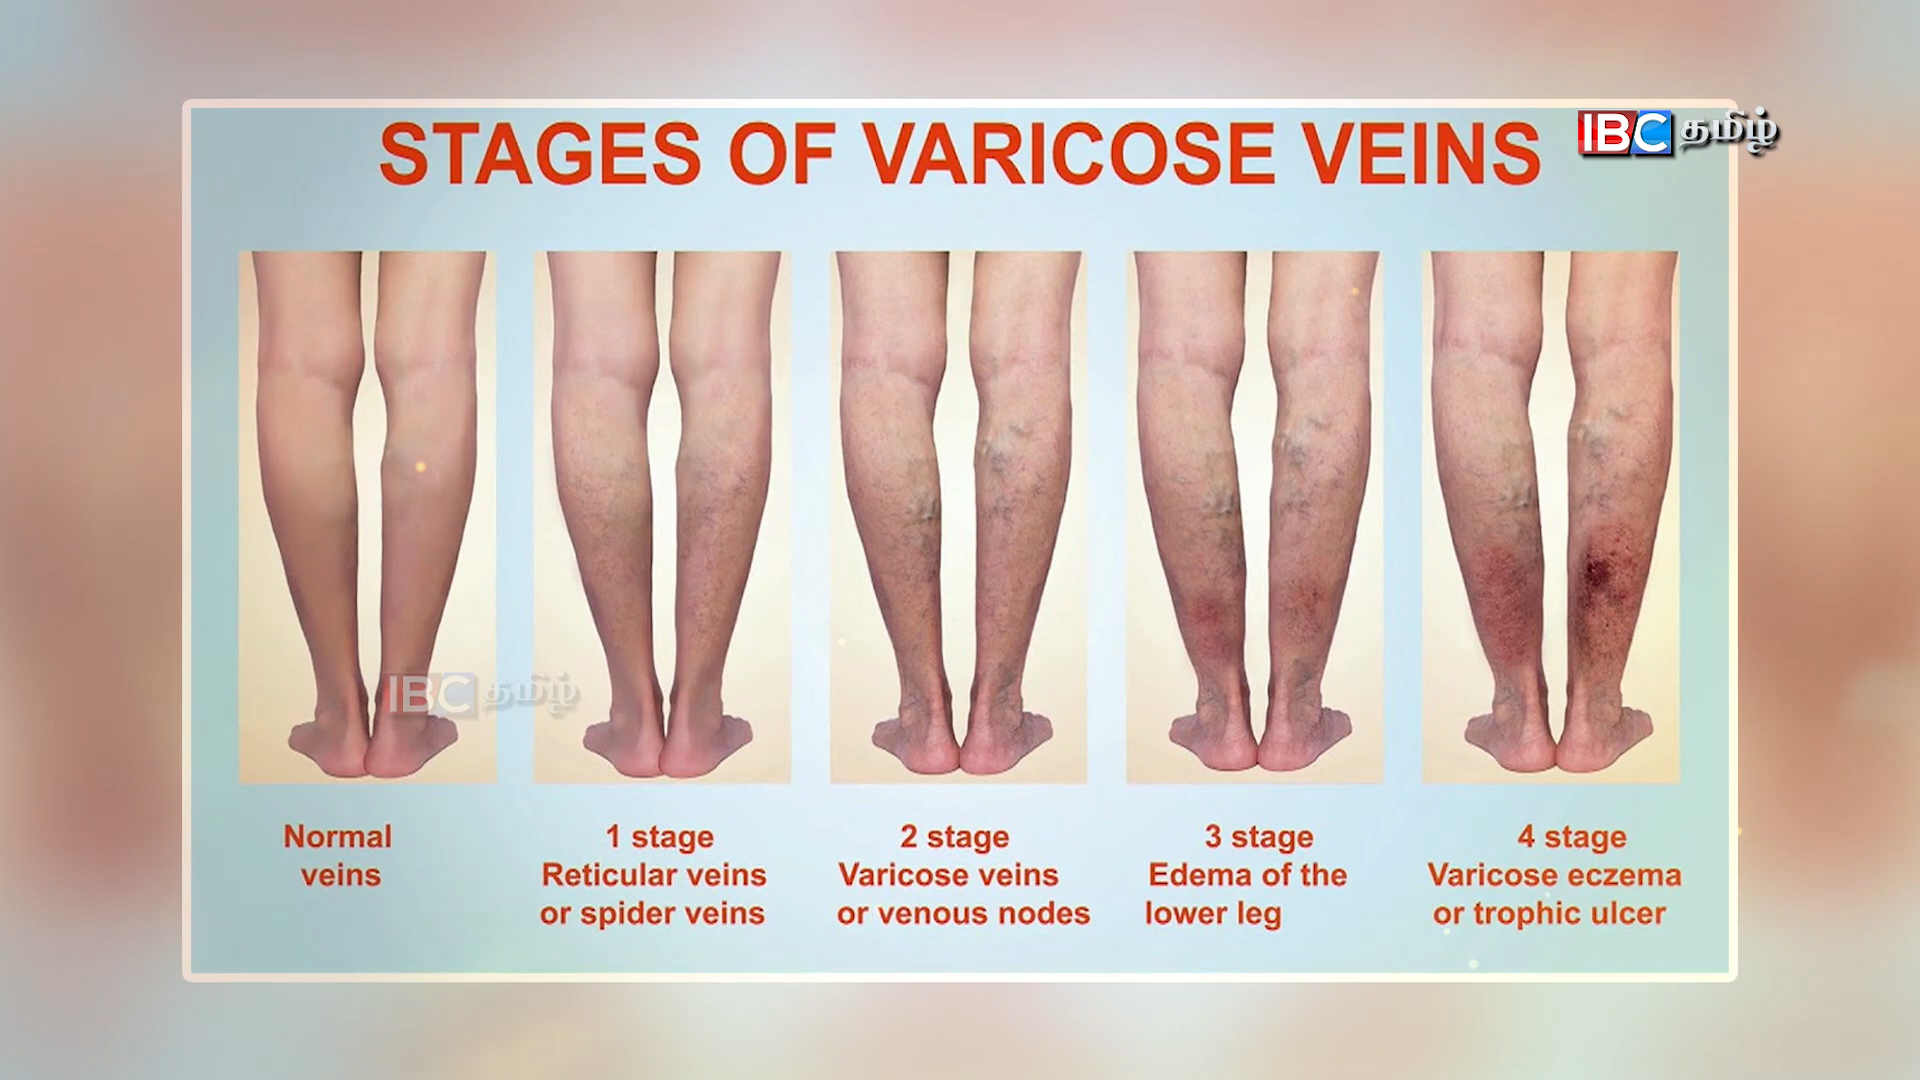 STAGES OF VARICOSE VEINS
IBC தமிழ்
IBC தமிழ்
Normal
veins
1 stage
Reticular veins
or spider veins
2 stage
Varicose veins
or venous nodes
3 stage
Edema of the
lower leg
4 stage
Varicose eczema
or trophic ulcer